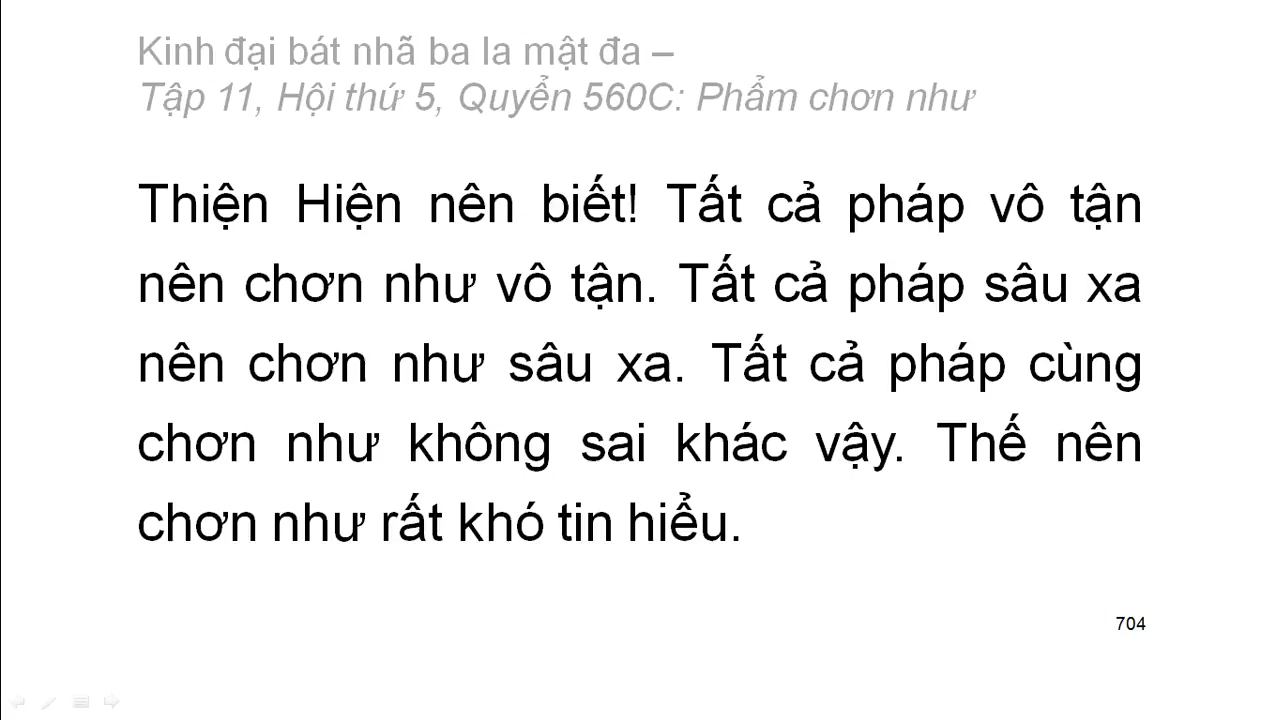 Kinh đại bát nhã ba la mật đa –
Tập 11, Hội thứ 5, Quyển 560C: Phẩm chơn như
Thiện Hiện nên biết! Tất cả pháp vô tận
nên chơn như vô tận. Tất cả pháp sâu xa
nên chơn như sâu xa. Tất cả pháp cùng
chơn như không sai khác vậy. Thế nên
chơn như rất khó tin hiểu.
704